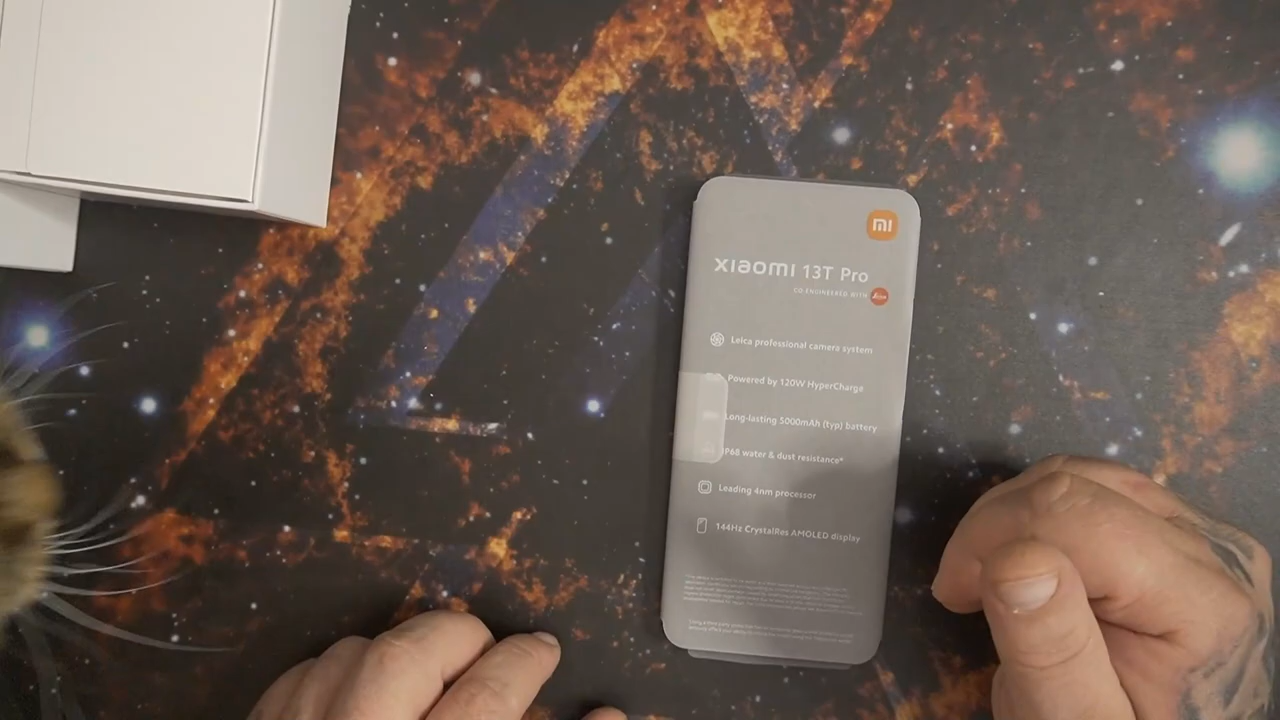 mi
xiaomi 13T Pro
CO-ENGINEERED WITH Leica
Leica professional camera system
Powered by 120W HyperCharge
Long-lasting 5000mAh (typ) battery
IP68 water & dust resistance*
Leading 4nm processor
144Hz CrystalRes AMOLED display